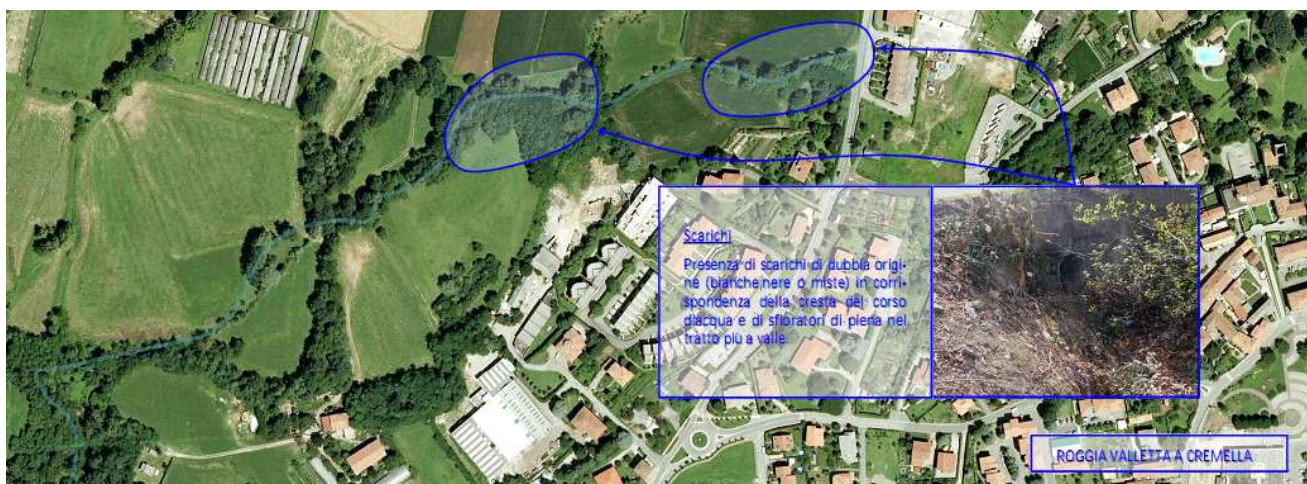 Scarichi
Presenza di scarichi di dubbia origi-
ne (bianche,nere o miste) in corri-
spondenza della cresta del corso
d'acqua e di sfioratori di piena nel
tratto più a valle.
ROGGIA VALLETTA A CREMELLA